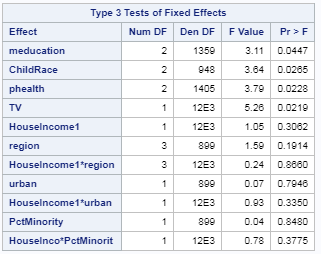 Type 3 Tests of Fixed Effects
Effect Num DF Den DF F Value Pr > F
meducation 2 1359 3.11 0.0447
ChildRace 2 948 3.64 0.0265
phealth 2 1405 3.79 0.0228
TV 1 12E3 5.26 0.0219
HouseIncome1 1 12E3 1.05 0.3062
region 3 899 1.59 0.1914
HouseIncome1*region 3 12E3 0.24 0.8660
urban 1 899 0.07 0.7946
HouseIncome1*urban 1 12E3 0.93 0.3350
PctMinority 1 899 0.04 0.8480
HouseInco*PctMinorit 1 12E3 0.78 0.3775